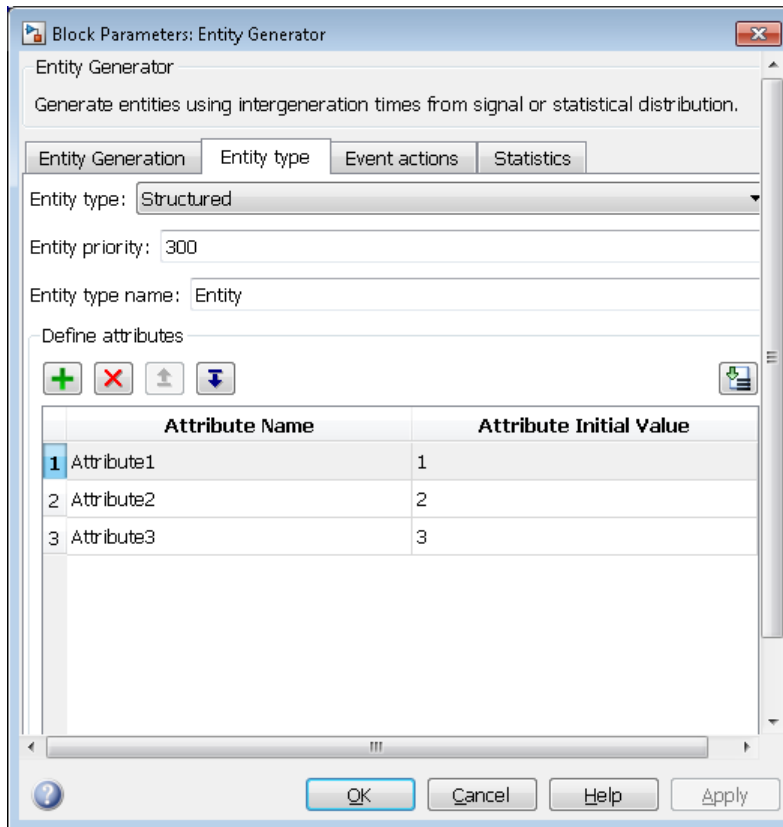 Block Parameters: Entity Generator
Entity Generator
Generate entities using intergeneration times from signal or statistical distribution.
Entity Generation Entity type Event actions Statistics
Entity type: Structured
Entity priority: 300
Entity type name: Entity
Define attributes
Attribute Name Attribute Initial Value
1 Attribute1 1
2 Attribute2 2
3 Attribute3 3
OK Cancel Help Apply